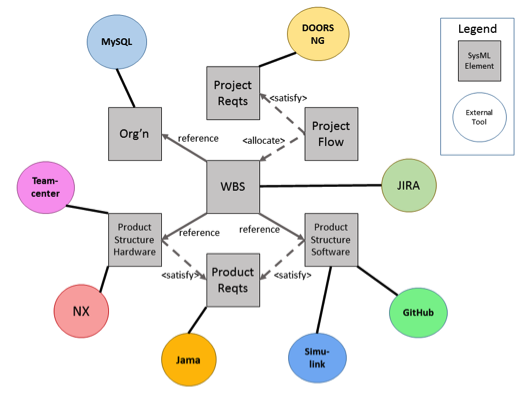 MySQL
DOORS
NG
Legend
SysML
Element
External
Tool
Project
Reqts
<satisfy>
Org'n
reference
<allocate>
Project
Flow
Team-
center
WBS
JIRA
Product
Structure
Hardware
reference
reference
Product
Structure
Software
<satisfy>
Product
Reqts
<satisfy>
NX
GitHub
Jama
Simu-
link